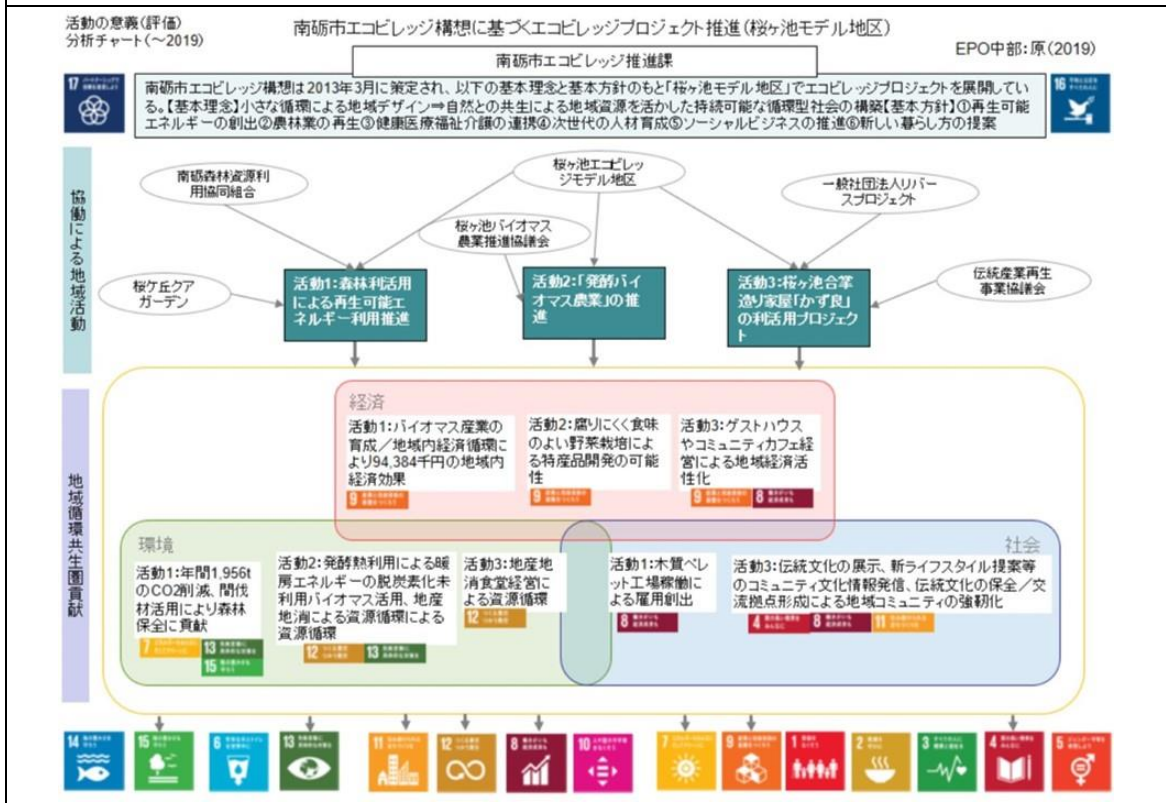 活動の意義(評価)
分析チャート(~2019)
南砺市エコビレッジ構想に基づくエコビレッジプロジェクト推進(桜ヶ池モデル地区)
EPO中部:原(2019)
南砺市エコビレッジ推進課
17
16
南砺市エコビレッジ構想は2013年3月に策定され、以下の基本理念と基本方針のもと「桜ヶ池モデル地区」でエコビレッジプロジェクトを展開してい
る。【基本理念】小さな循環による地域デザイン⇒自然との共生による地域資源を活かした持続可能な循環型社会の構築【基本方針】①再生可能
エネルギーの創出②農林業の再生③健康医療福祉介護の連携④次世代の人材育成⑤ソーシャルビジネスの推進⑥新しい暮らし方の提案
協働による地域活動
南砺森林資源利
用協同組合
桜ヶ池エコビレッ
ジモデル地区
一般社団法人リバー
スプロジェクト
桜ヶ池バイオマス
農業推進協議会
桜ケ丘クア
ガーデン
伝統産業再生
事業協議会
活動1:森林利活用
による再生可能エ
ネルギー利用推進
活動2:「発酵バイ
オマス農業」の推
進
活動3:桜ヶ池合掌
造り家屋「かず良」
の利活用プロジェク
ト
地域循環共生圏貢献
経済
活動1:バイオマス産業の
育成/地域内経済循環に
より94,384千円の地域内
経済効果
9
活動2:腐りにくく食味
のよい野菜栽培によ
る特産品開発の可能
性
9
活動3:ゲストハウス
やコミュニティカフェ経
営による地域経済活
性化
9
8
環境
活動1:年間1,956t
のCO2削減、間伐
材活用により森林
保全に貢献
7
13
15
活動2:発酵熱利用による暖
房エネルギーの脱炭素化未
利用バイオマス活用、地産
地消による資源循環による
資源循環
12
13
活動3:地産地
消食堂経営に
よる資源循環
12
社会
活動1:木質ペレ
ット工場稼働に
よる雇用創出
8
活動3:伝統文化の展示、新ライフスタイル提案等
のコミュニティ文化情報発信、伝統文化の保全/交
流拠点形成による地域コミュニティの強靭化
4
8
11
14
15
6
13
11
12
8
10
7
9
1
2
3
4
5